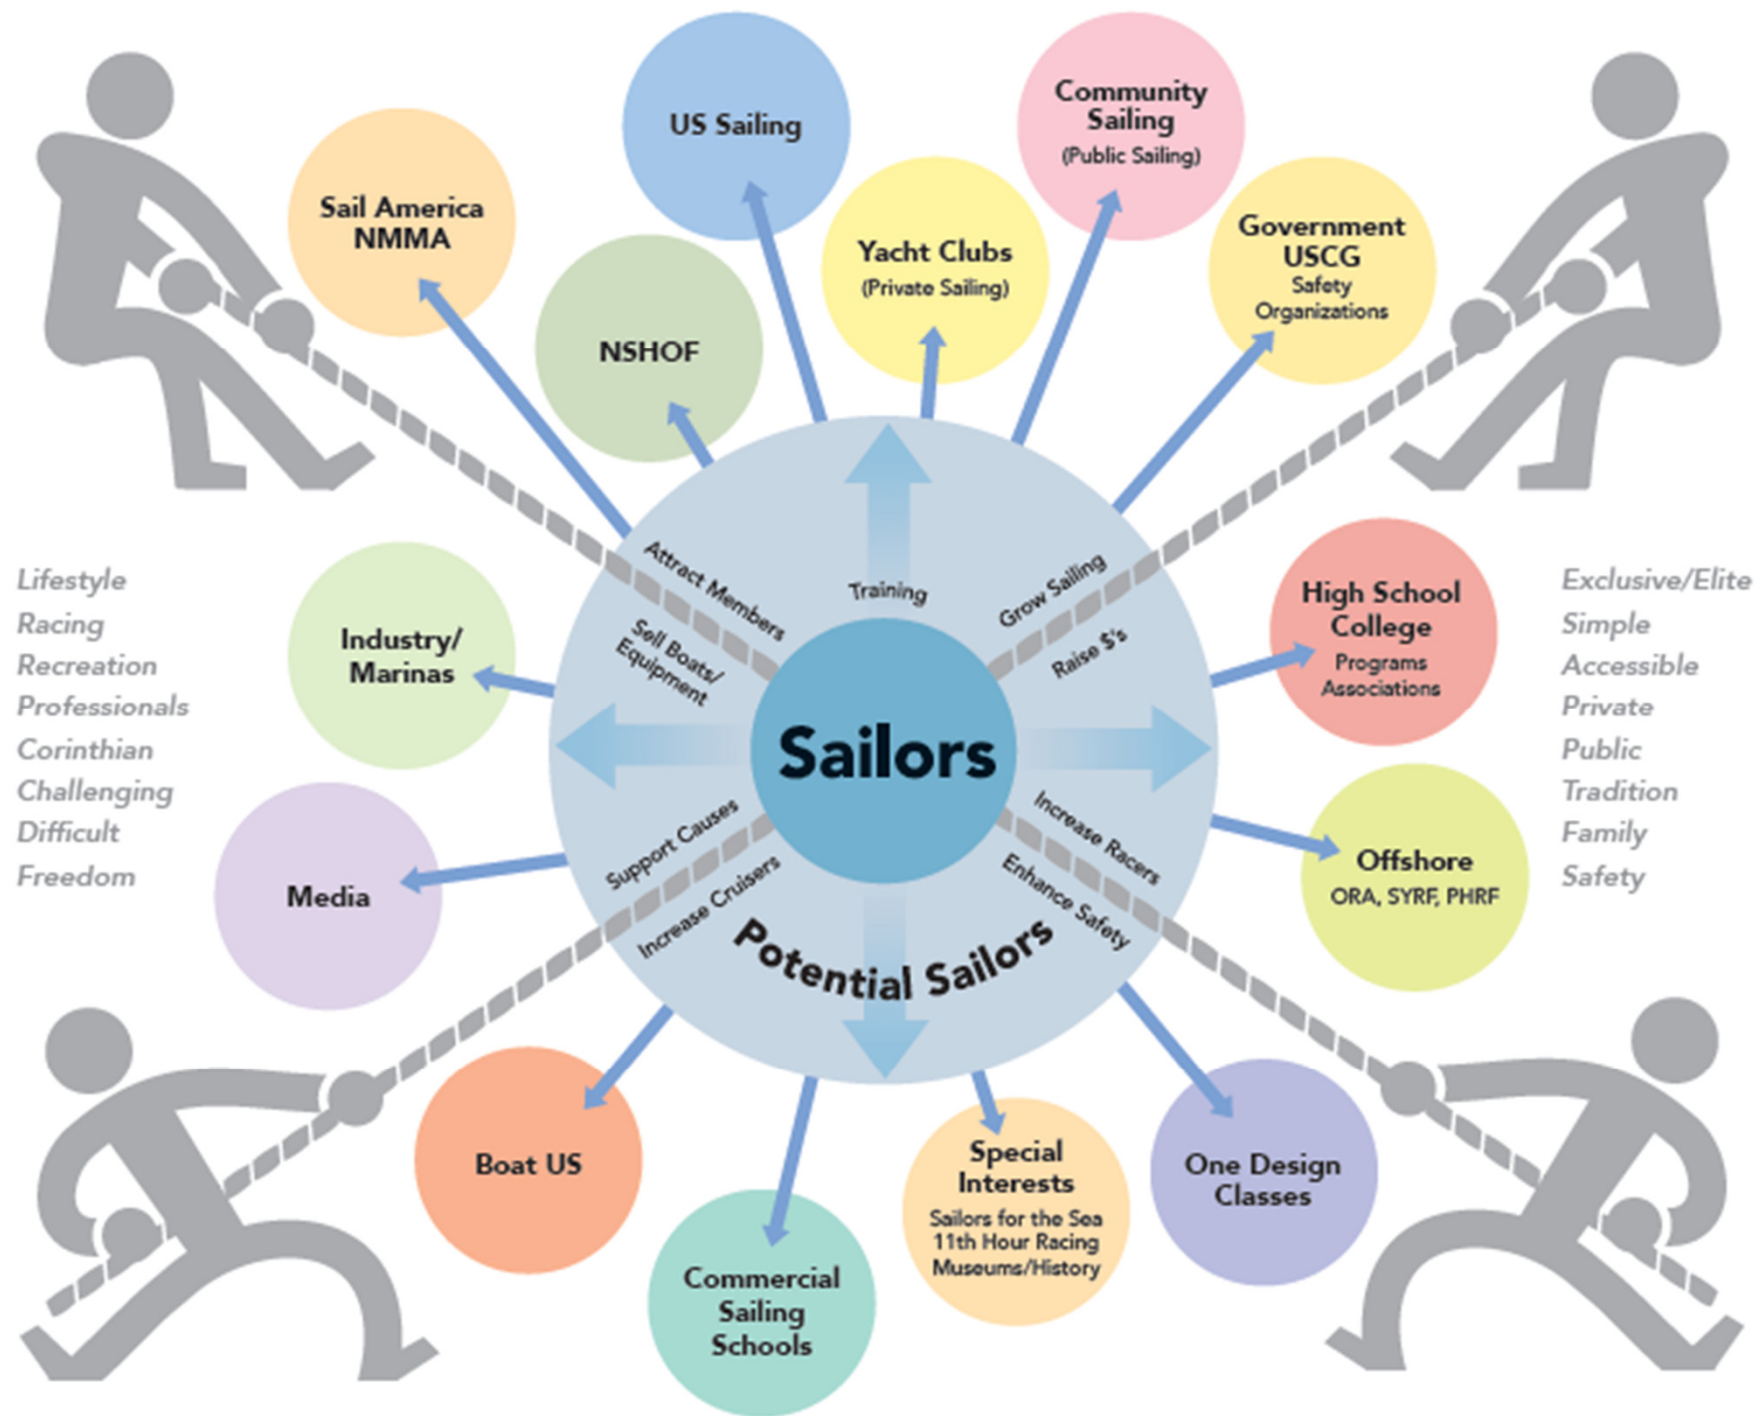 US Sailing
Community
Sailing
(Public Sailing)
Sail America
NMMA
Yacht Clubs
(Private Sailing)
Government
USCG
Safety
Organizations
NSHOF
Lifestyle
Racing
Recreation
Professionals
Corinthian
Challenging
Difficult
Freedom
Industry/
Marinas
Media
Attract Members
Sell Boats/
Equipment
Training
Grow Sailing
Raise $'s
Sailors
Support Causes
Increase Cruisers
Increase Racers
Enhance Safety
Potential Sailors
High School
College
Programs
Associations
Offshore
ORA, SYRF, PHRF
Exclusive/Elite
Simple
Accessible
Private
Public
Tradition
Family
Safety
Boat US
Commercial
Sailing
Schools
Special
Interests
Sailors for the Sea
11th Hour Racing
Museums/History
One Design
Classes